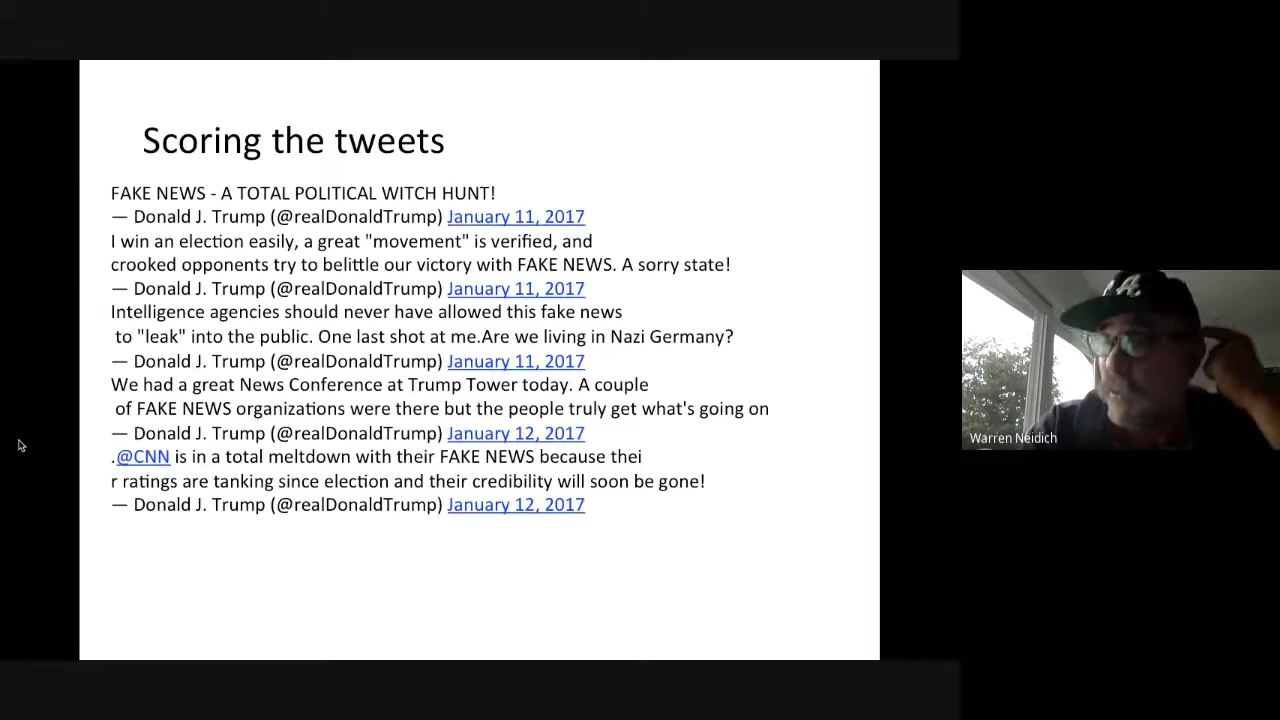 Scoring the tweets
FAKE NEWS - A TOTAL POLITICAL WITCH HUNT!
— Donald J. Trump (@realDonaldTrump) January 11, 2017
I win an election easily, a great "movement" is verified, and
crooked opponents try to belittle our victory with FAKE NEWS. A sorry state!
— Donald J. Trump (@realDonaldTrump) January 11, 2017
Intelligence agencies should never have allowed this fake news
to "leak" into the public. One last shot at me.Are we living in Nazi Germany?
— Donald J. Trump (@realDonaldTrump) January 11, 2017
We had a great News Conference at Trump Tower today. A couple
of FAKE NEWS organizations were there but the people truly get what's going on
— Donald J. Trump (@realDonaldTrump) January 12, 2017
.@CNN is in a total meltdown with their FAKE NEWS because thei
r ratings are tanking since election and their credibility will soon be gone!
— Donald J. Trump (@realDonaldTrump) January 12, 2017
A
Warren Neidich